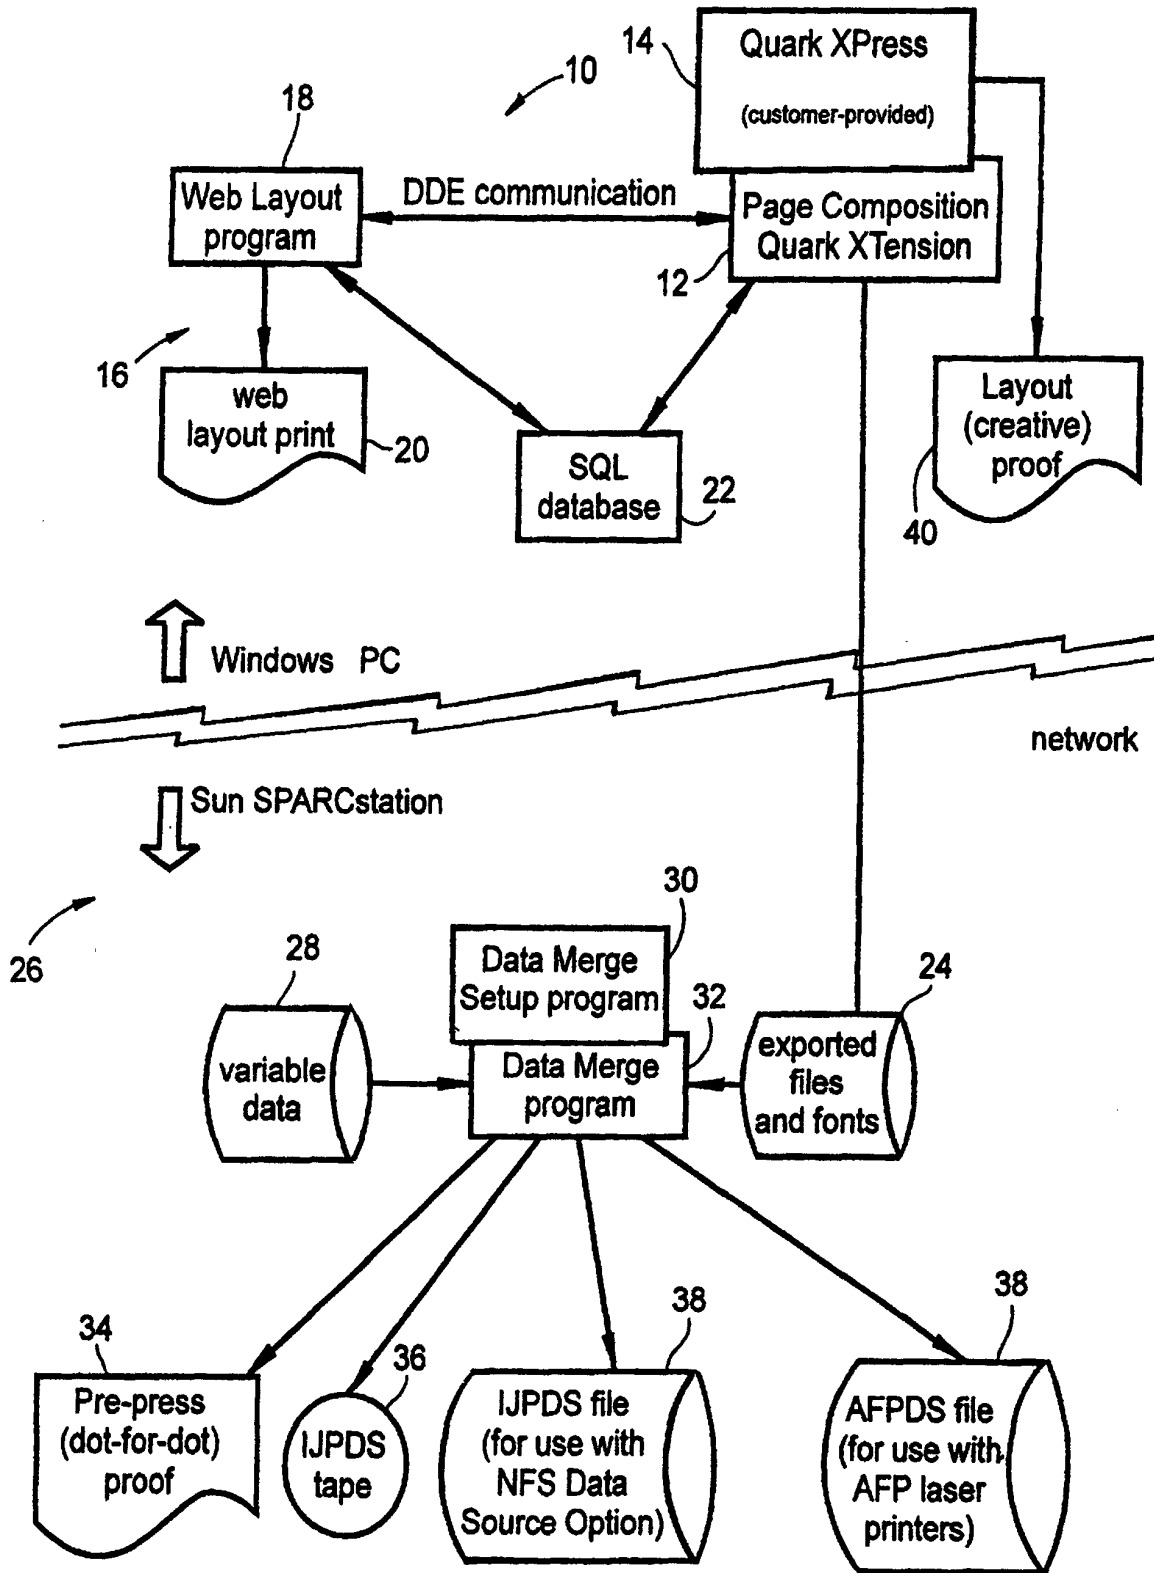 14
Quark XPress
(customer-provided)
10
18
Web Layout
program
DDE communication
Page Composition
Quark XTension
12
16
web
layout print
20
SQL
database
22
Layout
(creative)
proof
40
Windows PC
network
Sun SPARCstation
26
30
Data Merge
Setup program
28
variable
data
32
Data Merge
program
24
exported
files
and fonts
34
Pre-press
(dot-for-dot)
proof
36
IJPDS
tape
38
IJPDS file
(for use with
NFS Data
Source Option)
38
AFPDS file
(for use with
AFP laser
printers)